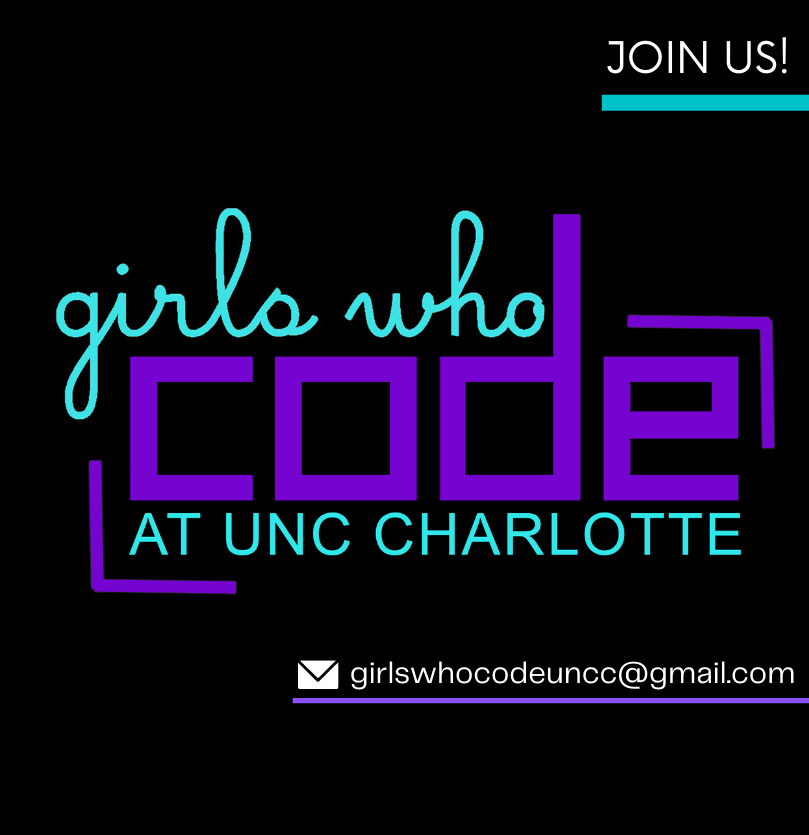 JOIN US!
girls who
code
AT UNC CHARLOTTE
girlswhocodeuncc@gmail.com